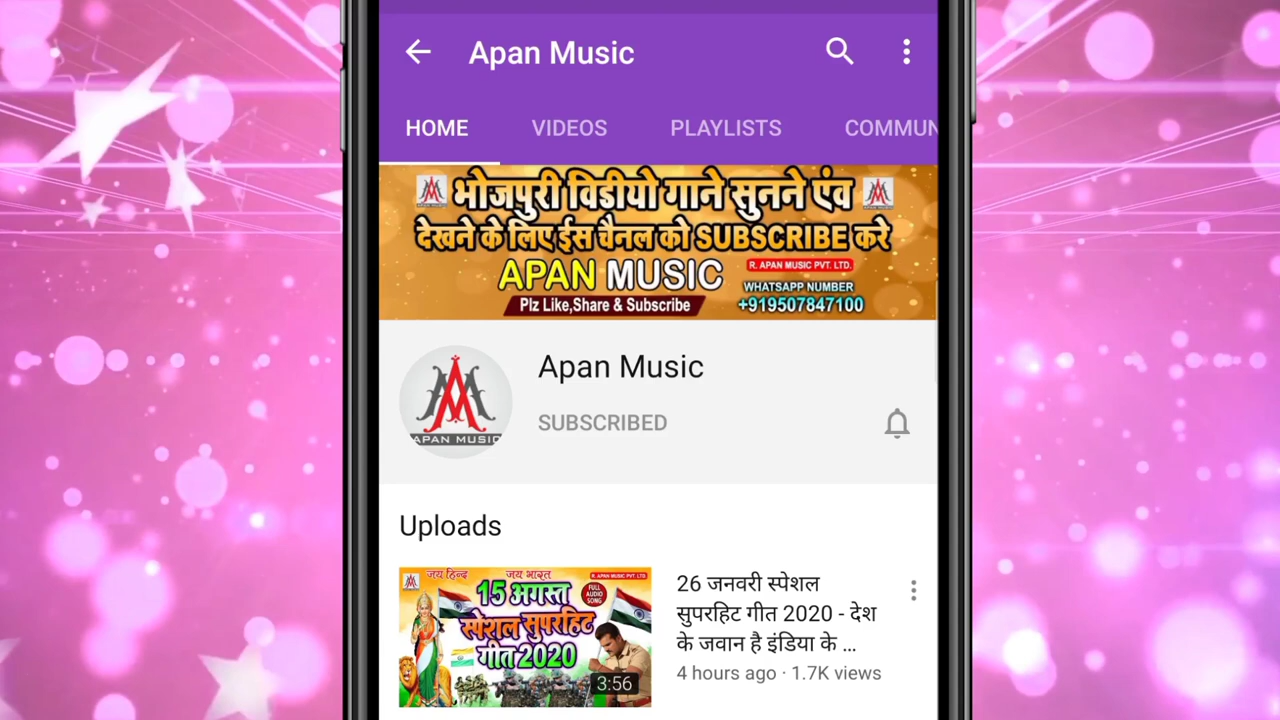 Apan Music
HOME VIDEOS PLAYLISTS COMMUN
भोजपुरी विडीयो गाने सुनने एंव
देखने के लिए ईस चैनल को SUBSCRIBE करे
APAN MUSIC
R. APAN MUSIC PVT. LTD.
Plz Like,Share & Subscribe
WHATSAPP NUMBER
+919507847100
Apan Music
APAN MUSIC
SUBSCRIBED
Uploads
जय हिन्द जय भारत
R. APAN MUSIC PVT. LTD
15 अगस्त
FULL
AUDIO
SONG
स्पेशल सुपरहिट
गीत 2020
3:56
26 जनवरी स्पेशल
सुपरहिट गीत 2020 - देश
के जवान है इंडिया के ...
4 hours ago · 1.7K views